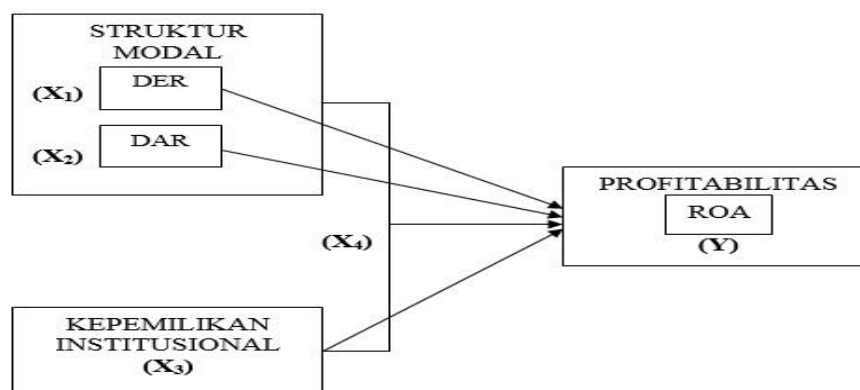 STRUKTUR
MODAL
(X₁) DER
(X₂) DAR
(X₄)
PROFITABILITAS
ROA
(Y)
KEPEMILIKAN
INSTITUSIONAL
(X₃)